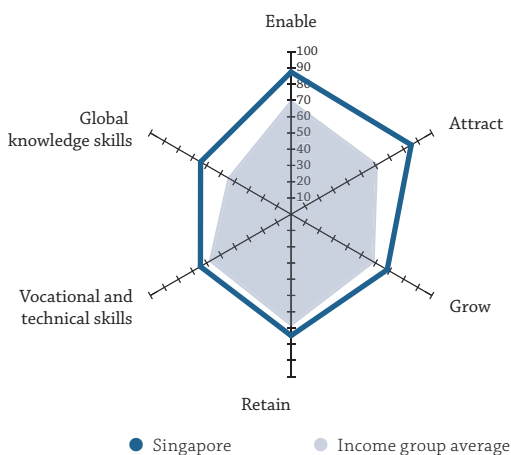 Enable
100
90
80
70
60
50
40
30
20
10
Attract
Global
knowledge skills
Vocational and
technical skills
Grow
Retain
Singapore
Income group average